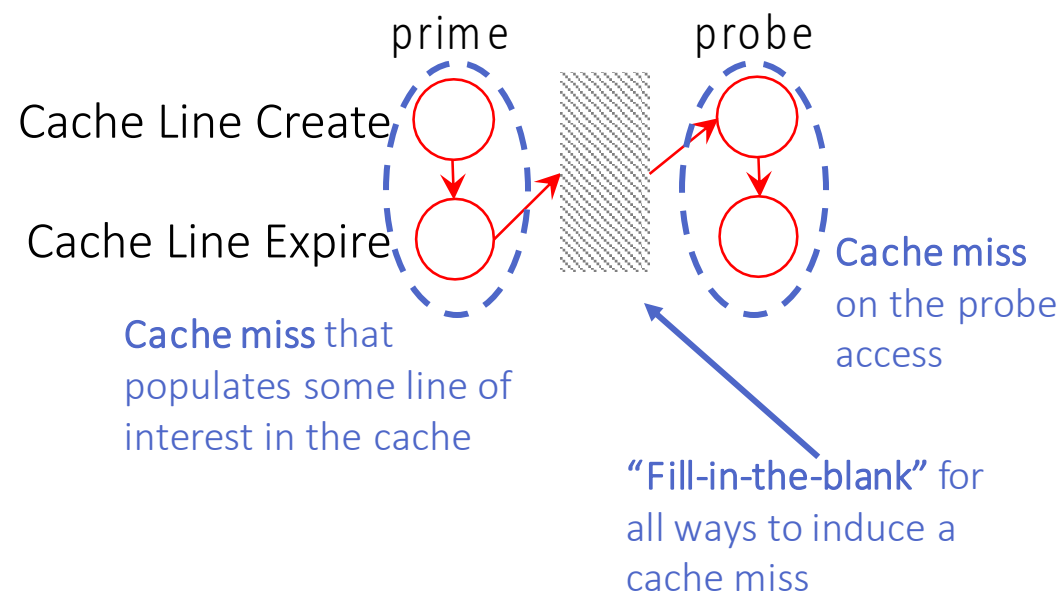 prime
probe
Cache Line Create
Cache Line Expire
Cache miss that
populates some line of
interest in the cache
Cache miss
on the probe
access
“Fill-in-the-blank” for
all ways to induce a
cache miss